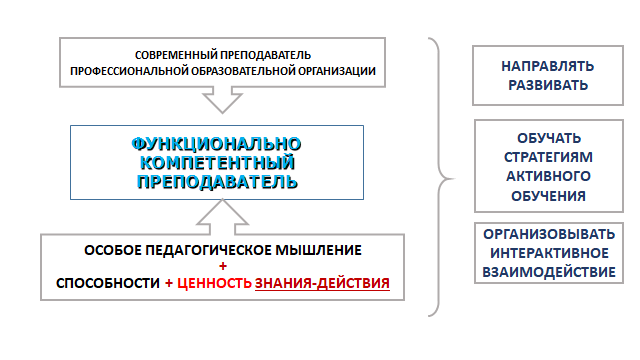 СОВРЕМЕННЫЙ ПРЕПОДАВАТЕЛЬ
ПРОФЕССИОНАЛЬНОЙ ОБРАЗОВАТЕЛЬНОЙ ОРГАНИЗАЦИИ
ФУНКЦИОНАЛЬНО
КОМПЕТЕНТНЫЙ
ПРЕПОДАВАТЕЛЬ
ОСОБОЕ ПЕДАГОГИЧЕСКОЕ МЫШЛЕНИЕ
+
СПОСОБНОСТИ + ЦЕННОСТЬ ЗНАНИЯ-ДЕЙСТВИЯ
НАПРАВЛЯТЬ
РАЗВИВАТЬ
ОБУЧАТЬ
СТРАТЕГИЯМ
АКТИВНОГО
ОБУЧЕНИЯ
ОРГАНИЗОВЫВАТЬ
ИНТЕРАКТИВНОЕ
ВЗАИМОДЕЙСТВИЕ